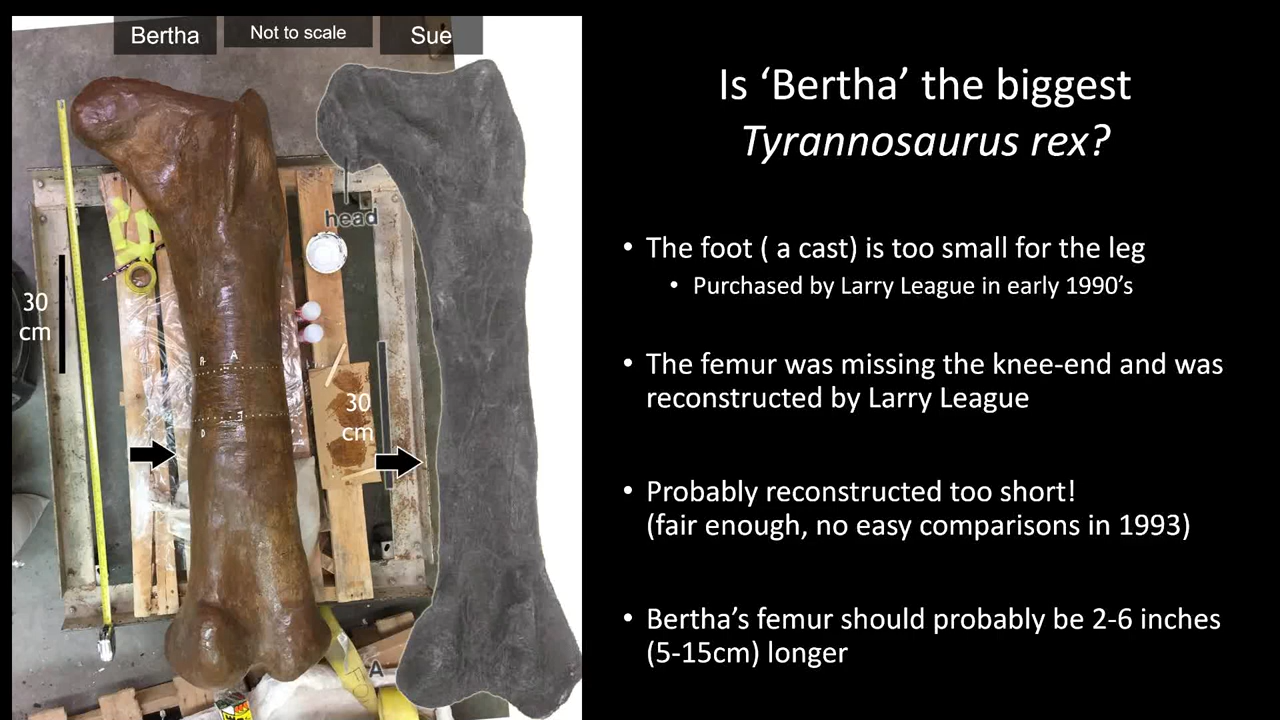 Bertha
Not to scale
Sue
Is ‘Bertha’ the biggest
Tyrannosaurus rex?
head
30
cm
A
A
30
cm
D
A
• The foot ( a cast) is too small for the leg
• Purchased by Larry League in early 1990’s
• The femur was missing the knee-end and was
reconstructed by Larry League
• Probably reconstructed too short!
(fair enough, no easy comparisons in 1993)
• Bertha’s femur should probably be 2-6 inches
(5-15cm) longer